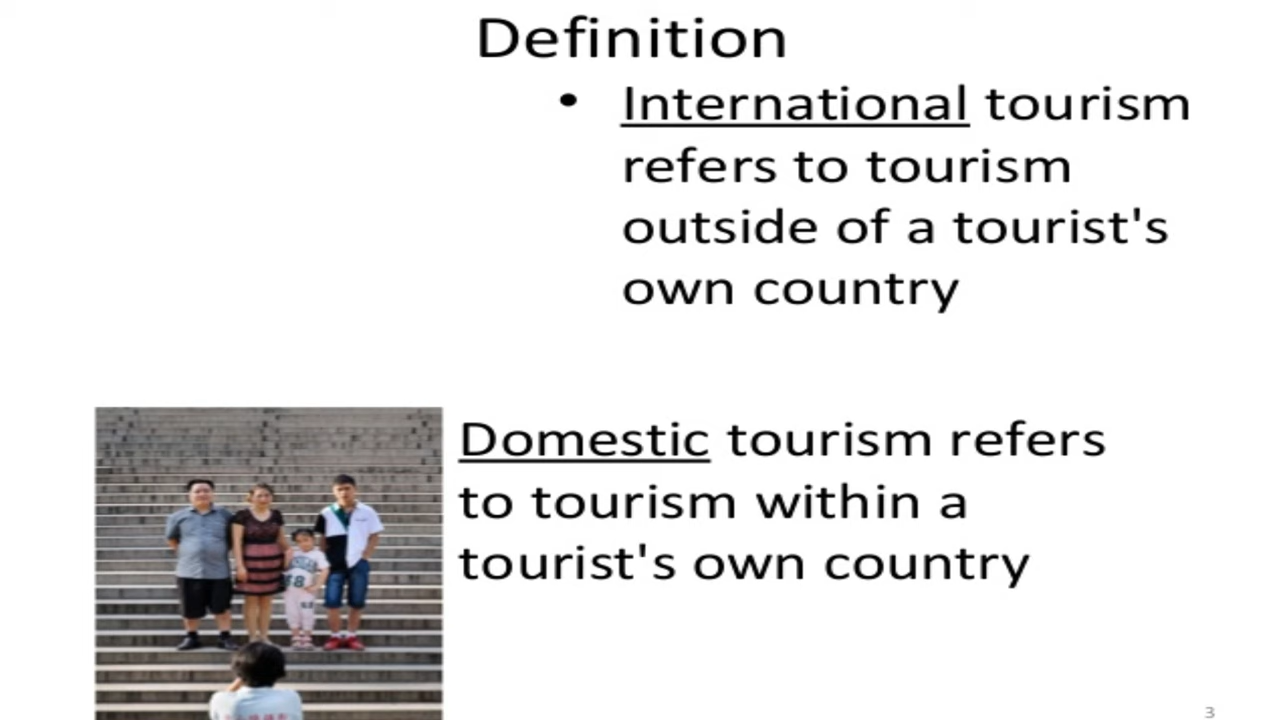 Definition
• International tourism
refers to tourism
outside of a tourist's
own country
Domestic tourism refers
to tourism within a
tourist's own country
3